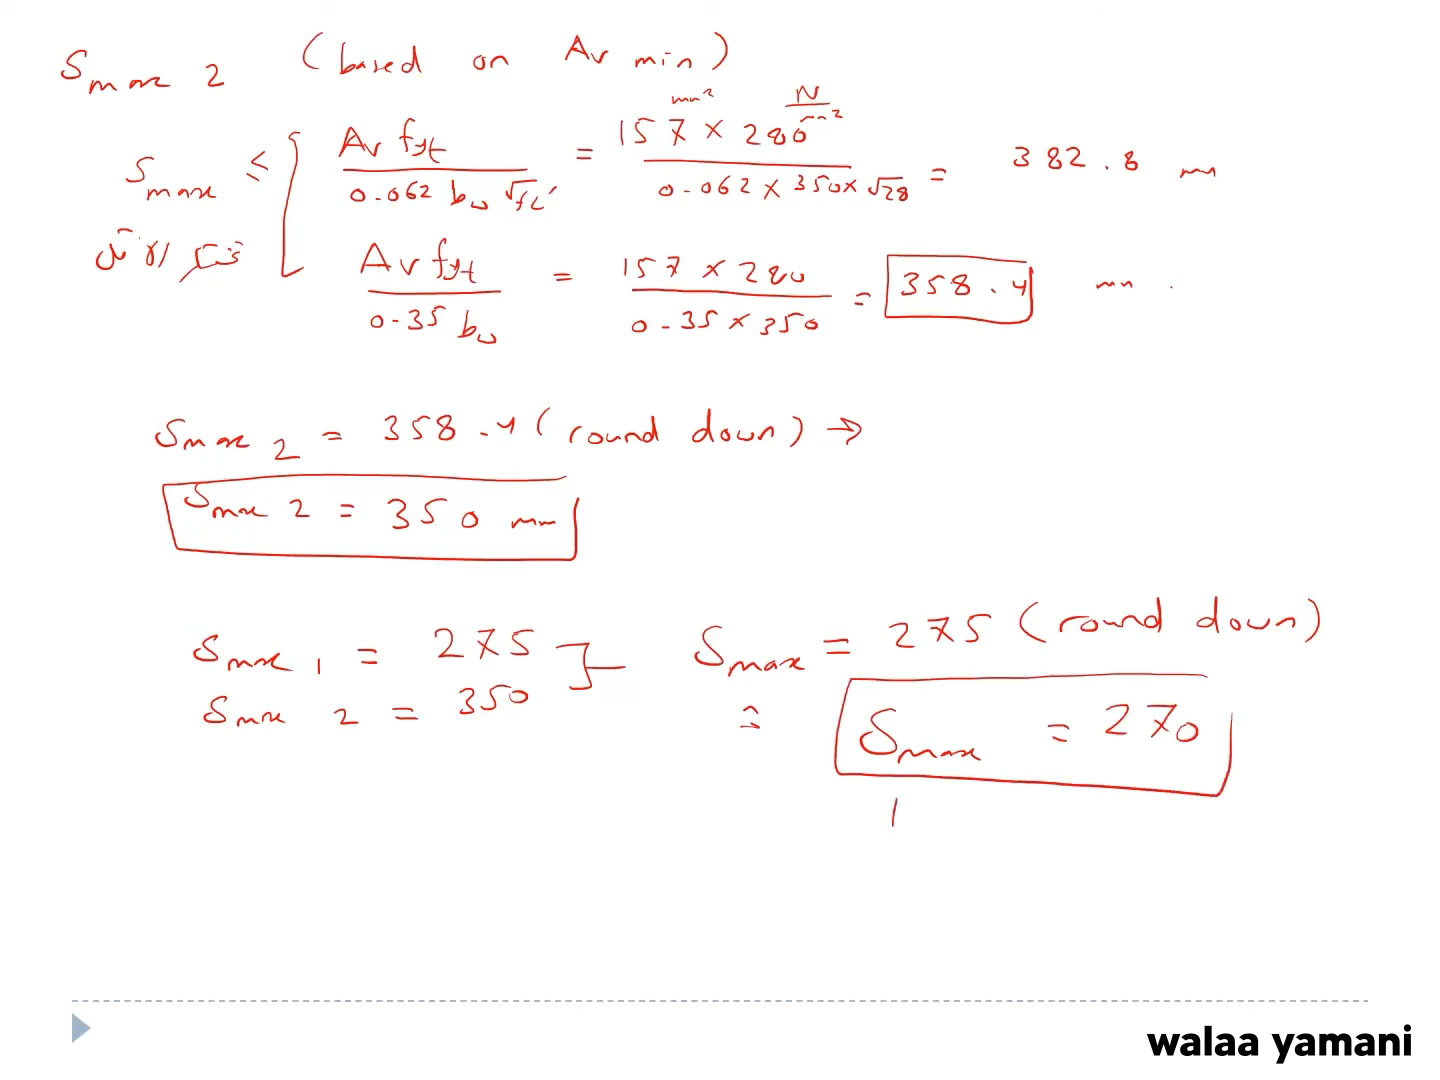 Smax 2 (based on Av min)
Smax ≤ { Av fyt / 0.062 bw √fc' = 157 mm² × 280 N/mm² / 0.062 × 350 × √28 = 382.8 mm
نختار الاقل
Av fyt / 0.35 bw = 157 × 280 / 0.35 × 350 = 358.4 mm.
Smax 2 = 358.4 (round down) →
Smax 2 = 350 mm
Smax 1 = 275 } Smax = 275 (round down)
Smax 2 = 350
Smax = 270
walaa yamani